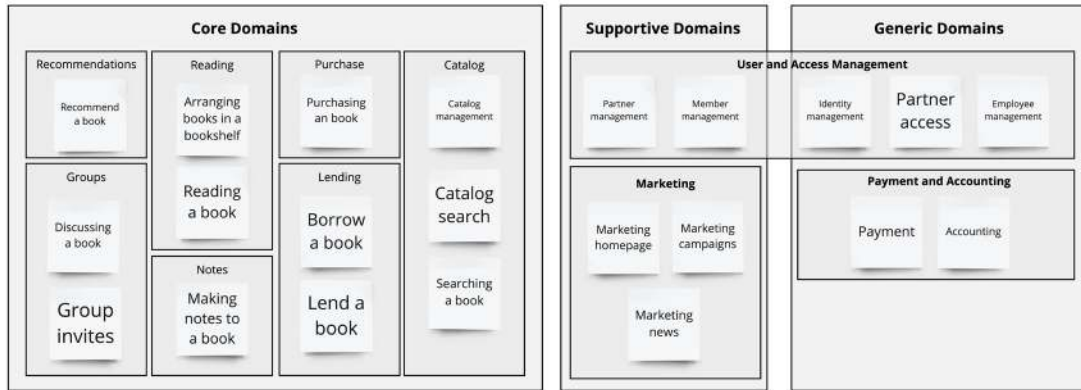 Core Domains
Recommendations
Recommend
a book
Groups
Discussing
a book
Group
invites
Reading
Arranging
books in a
bookshelf
Reading
a book
Notes
Making
notes to
a book
Purchase
Purchasing
an book
Lending
Borrow
a book
Lend a
book
Catalog
Catalog
management
Catalog
search
Searching
a book
Supportive Domains
Generic Domains
User and Access Management
Partner
management
Member
management
Identity
management
Partner
access
Employee
management
Marketing
Marketing
homepage
Marketing
campaigns
Marketing
news
Payment and Accounting
Payment
Accounting